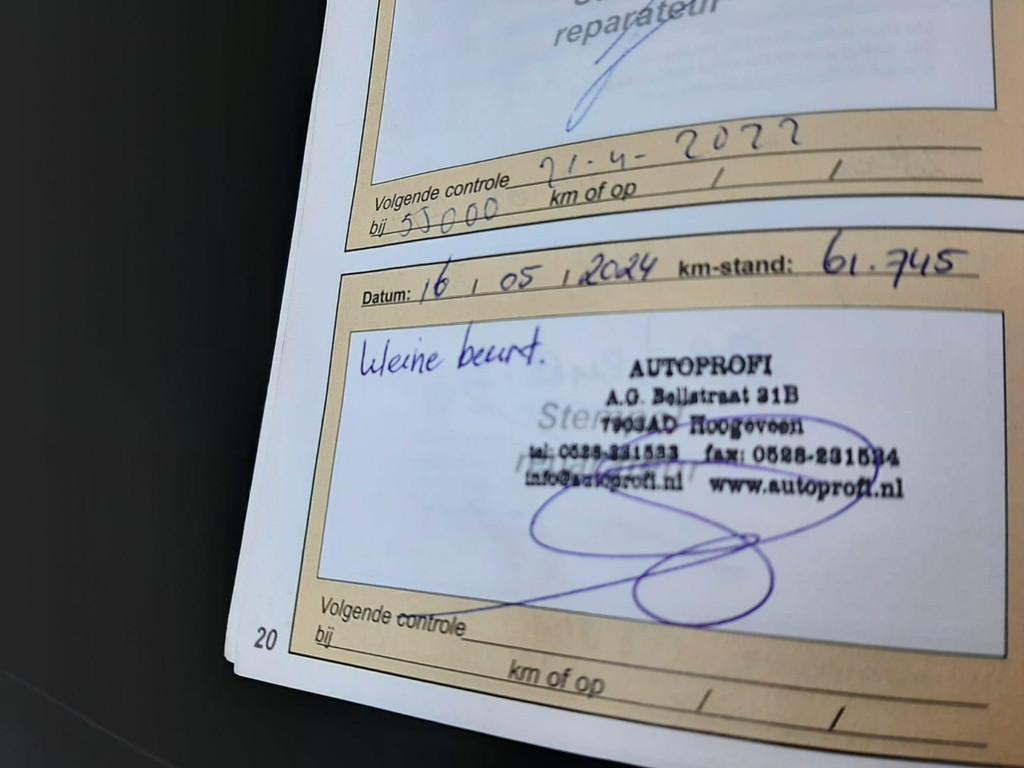 reparateur
Volgende controle 21-4-2022
bij 55000 km of op / /
Datum: 16 / 05 / 2024 km-stand: 61.745
kleine beurt.
AUTOPROFI
A.G. Bellstraat 31B
Stempel
7903AD Hoogeveen
tel: 0528-231533 fax: 0528-231534
reparateur
info@autoprofi.nl www.autoprofi.nl
Volgende controle
bij km of op / /
20